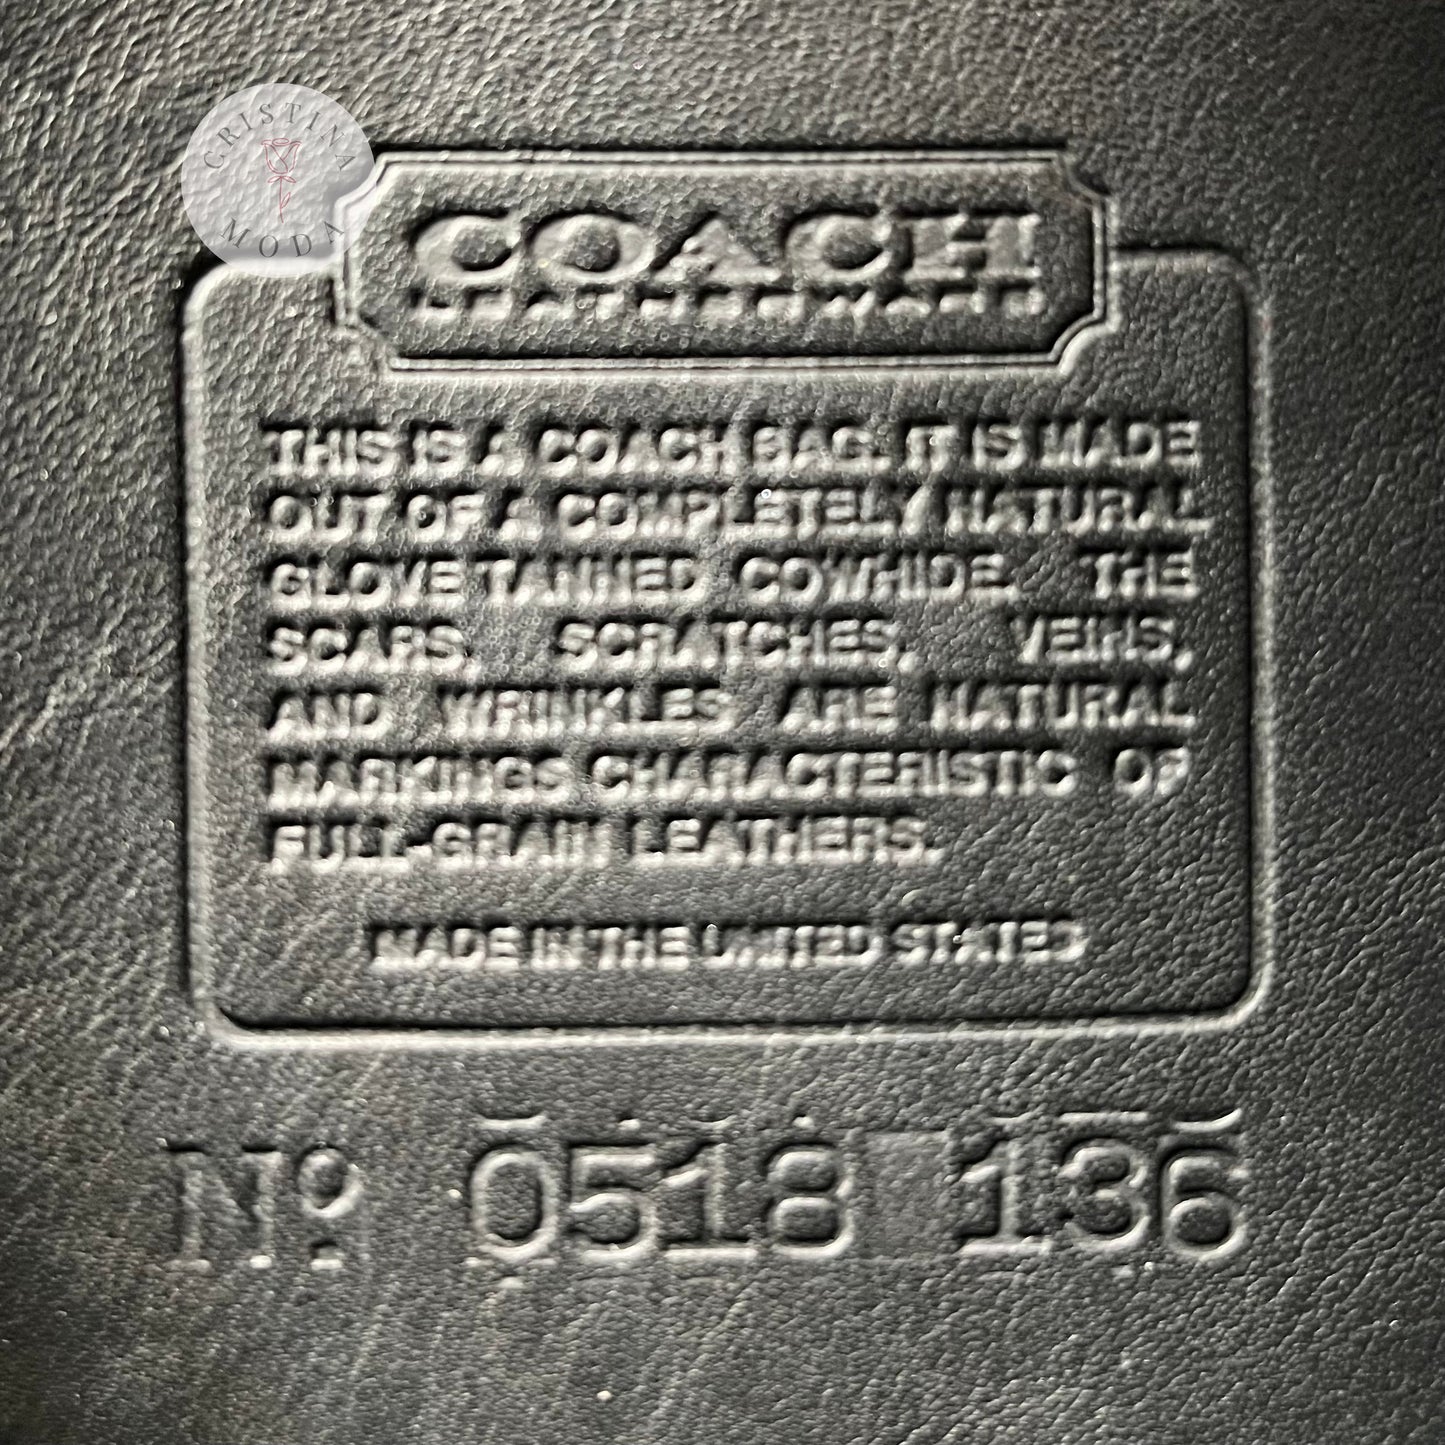 CRISTINA
MODA
COACH
LEATHERWARE
THIS IS A COACH BAG. IT IS MADE
OUT OF A COMPLETELY NATURAL
GLOVE TANNED COWHIDE. THE
SCARS, SCRATCHES, VEINS,
AND WRINKLES ARE NATURAL
MARKINGS CHARACTERISTIC OF
FULL-GRAIN LEATHERS.
MADE IN THE UNITED STATES
Nº 0518 136